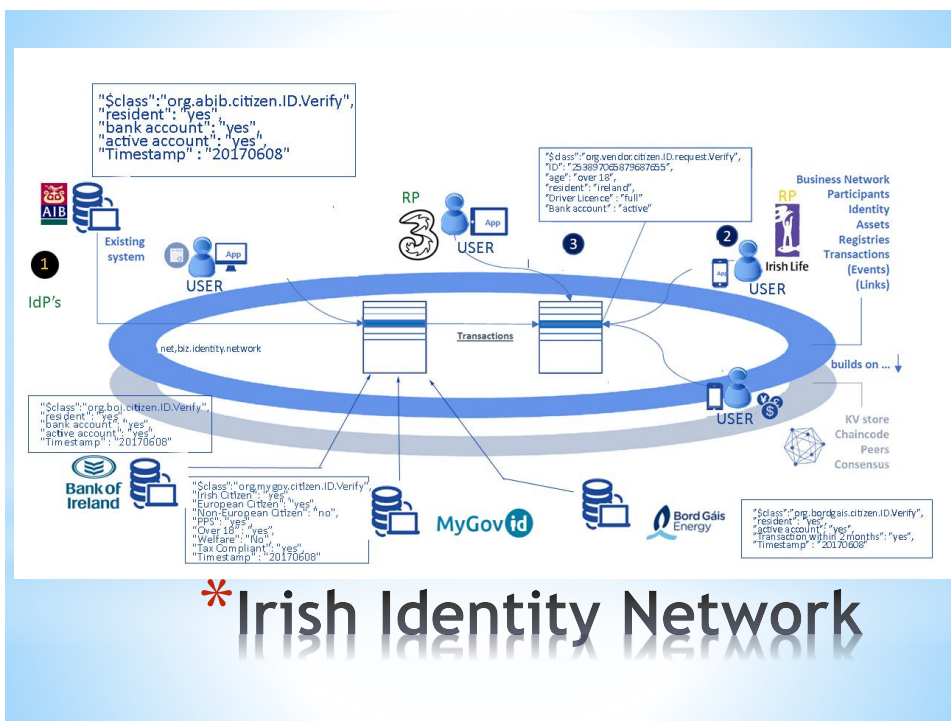 "$class":"org.abib.citizen.ID.Verify",
"resident": "yes",
"bank account": "yes",
"active account": "yes",
"Timestamp" : "20170608"
AIB
Existing
system
1
IdP's
USER
App
RP
3
App
USER
3
"$class":"org.vendor.citizen.ID.request.Verify",
"ID": "253897065879687655",
"age": "over 18",
"resident": "ireland",
"Driver Licence" : "full"
"Bank account" : "active"
2
RP
Irish Life
App
USER
Business Network
Participants
Identity
Assets
Registries
Transactions
(Events)
(Links)
Transactions
net,biz.identity.network
builds on ...
USER
¥ € $
KV store
Chaincode
Peers
Consensus
"$class":"org.boi.citizen.ID.Verify",
"resident": "yes",
"bank account": "yes",
"active account": "yes",
"Timestamp" : "20170608"
Bank of
Ireland
"$class":"org.mygov.citizen.ID.Verify",
"Irish Citizen": "yes",
"European Citizen": "yes",
"Non-European Citizen": "no",
"PPS": "yes",
"Over 18": "yes",
"Welfare": "No",
"Tax Compliant": "yes",
"Timestamp" : "20170608"
MyGovid
Bord Gáis
Energy
"$class":"org.bordgais.citizen.ID.Verify",
"resident": "yes",
"active account": "yes",
"Transaction within 2 months": "yes",
"Timestamp" : "20170608"
*Irish Identity Network